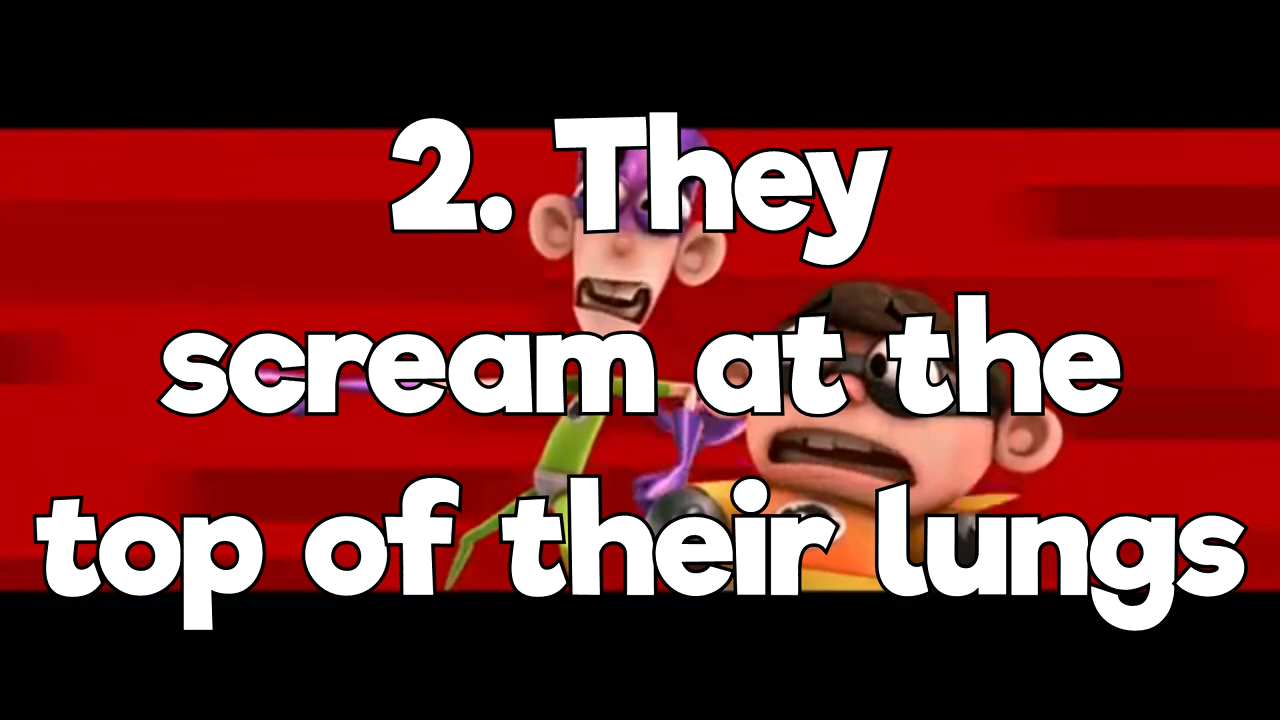 2. They
scream at the
top of their lungs